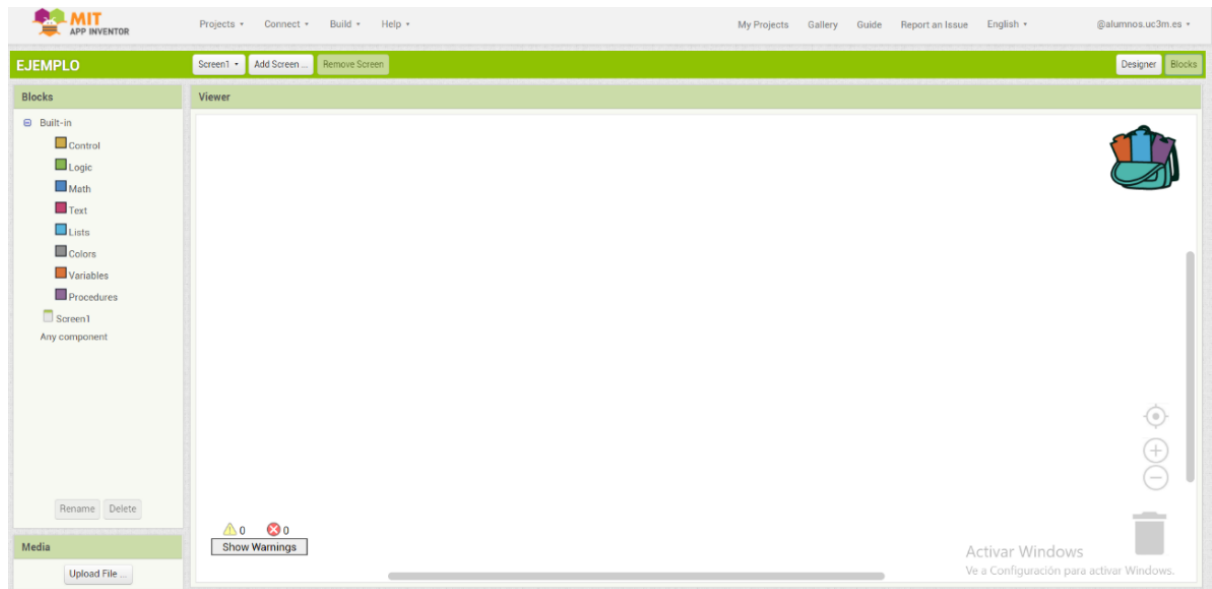 MIT
APP INVENTOR
Projects Connect Build Help My Projects Gallery Guide Report an Issue English @alumnos.uc3m.es
EJEMPLO Screen1 Add Screen ... Remove Screen Designer Blocks
Blocks Viewer
Built-in
Control
Logic
Math
Text
Lists
Colors
Variables
Procedures
Screen1
Any component
Rename Delete
0 0
Show Warnings
Media
Upload File ...
Activar Windows
Ve a Configuración para activar Windows.